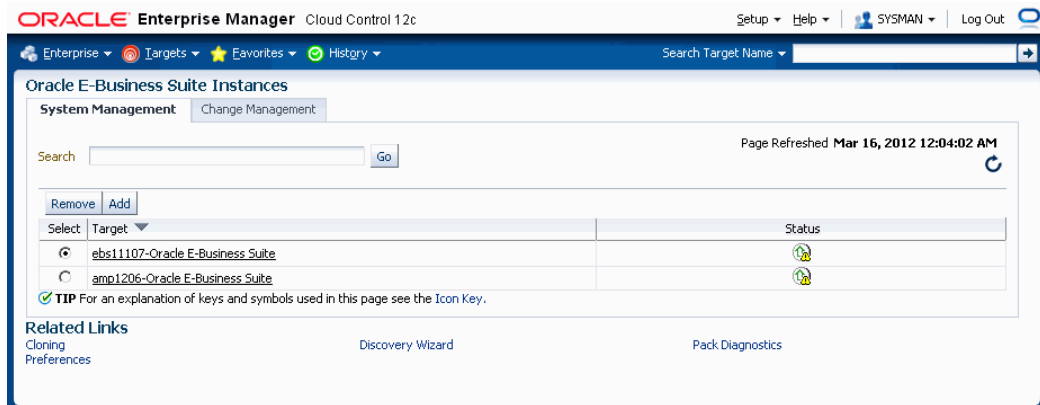 ORACLE Enterprise Manager Cloud Control 12c Setup Help SYSMAN Log Out
Enterprise Targets Favorites History Search Target Name
Oracle E-Business Suite Instances
System Management Change Management
Page Refreshed Mar 16, 2012 12:04:02 AM
Search Go
Remove Add
Select Target Status
ebs11107-Oracle E-Business Suite
amp1206-Oracle E-Business Suite
TIP For an explanation of keys and symbols used in this page see the Icon Key.
Related Links
Cloning Discovery Wizard Pack Diagnostics
Preferences